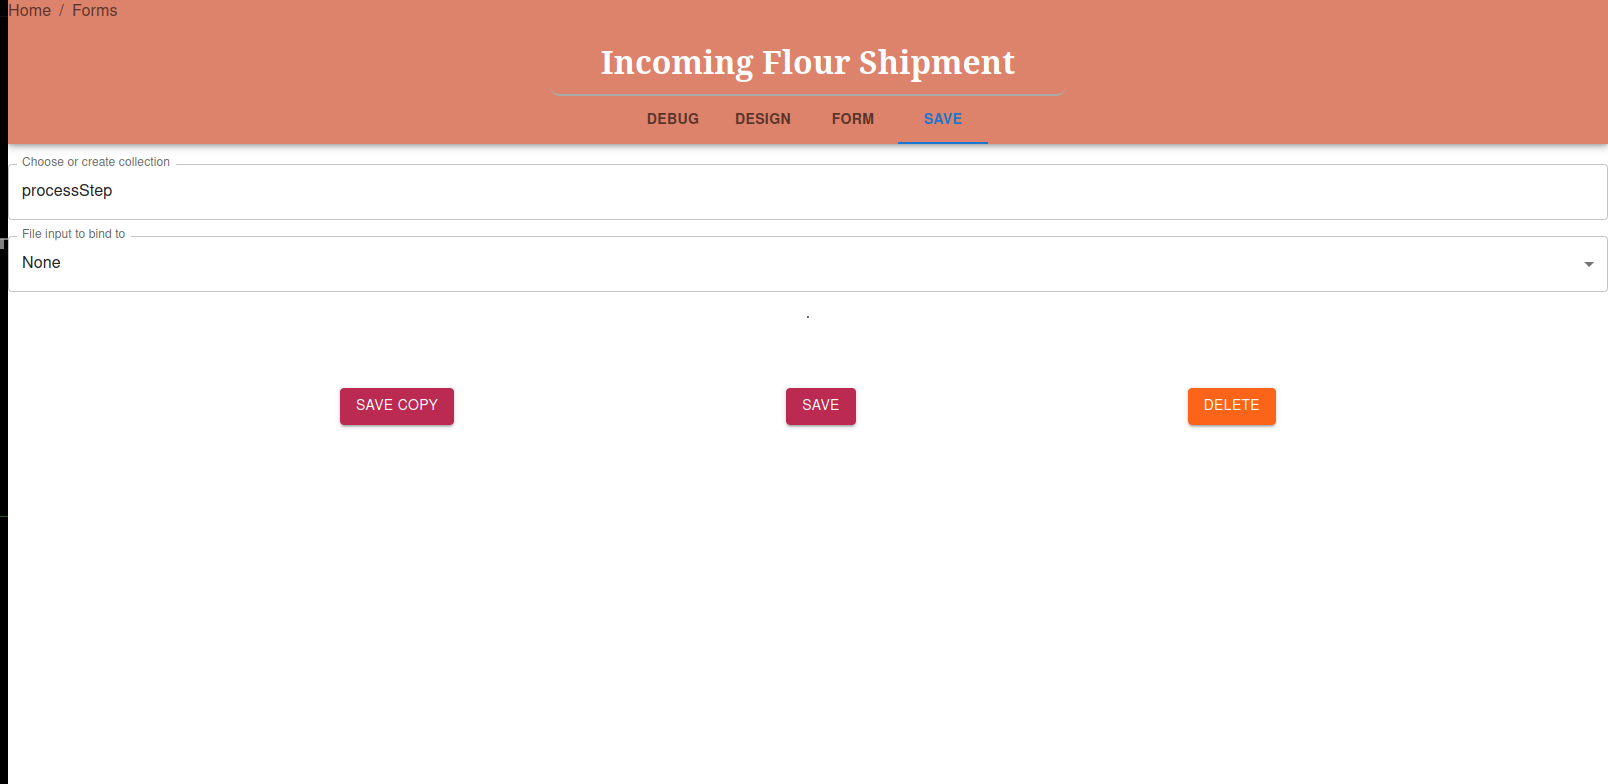 Home / Forms
Incoming Flour Shipment
DEBUG DESIGN FORM SAVE
Choose or create collection
processStep
File input to bind to
None
.
SAVE COPY SAVE DELETE